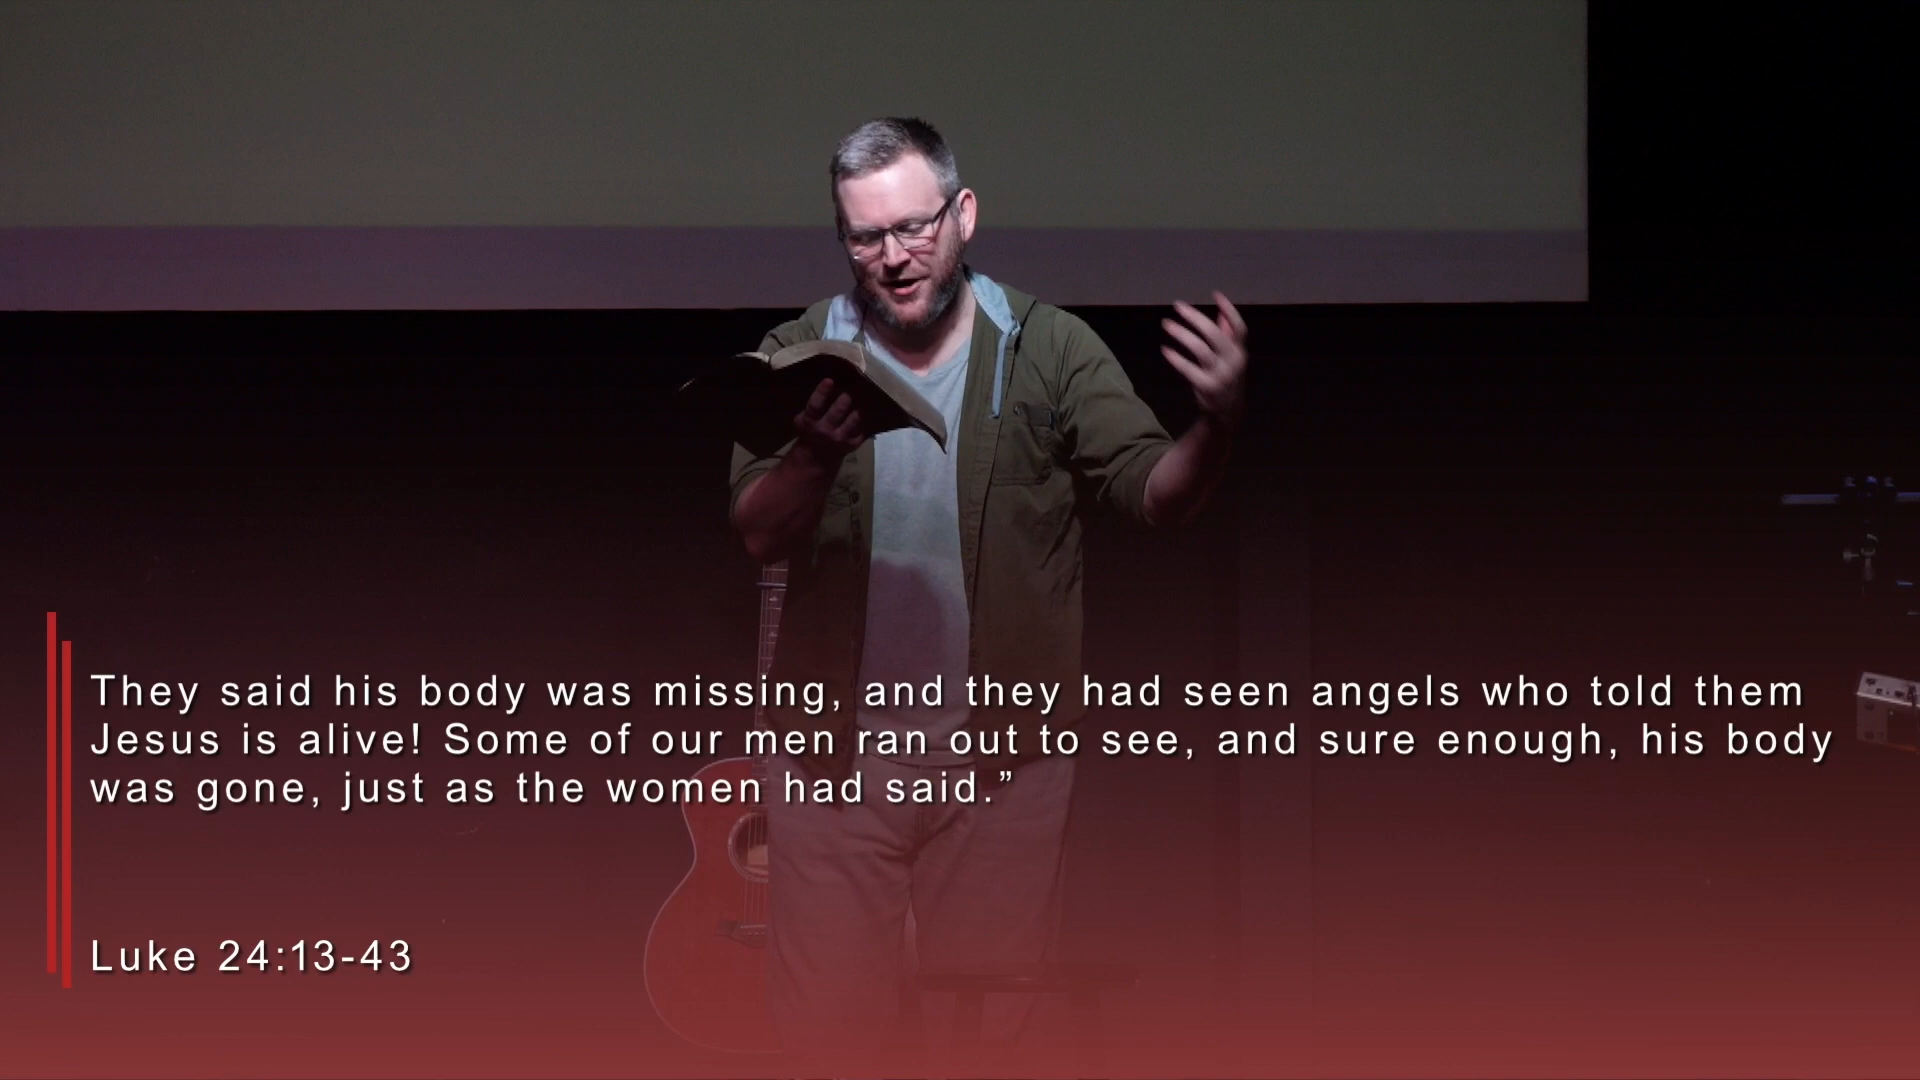 They said his body was missing, and they had seen angels who told them
Jesus is alive! Some of our men ran out to see, and sure enough, his body
was gone, just as the women had said.”
Luke 24:13-43